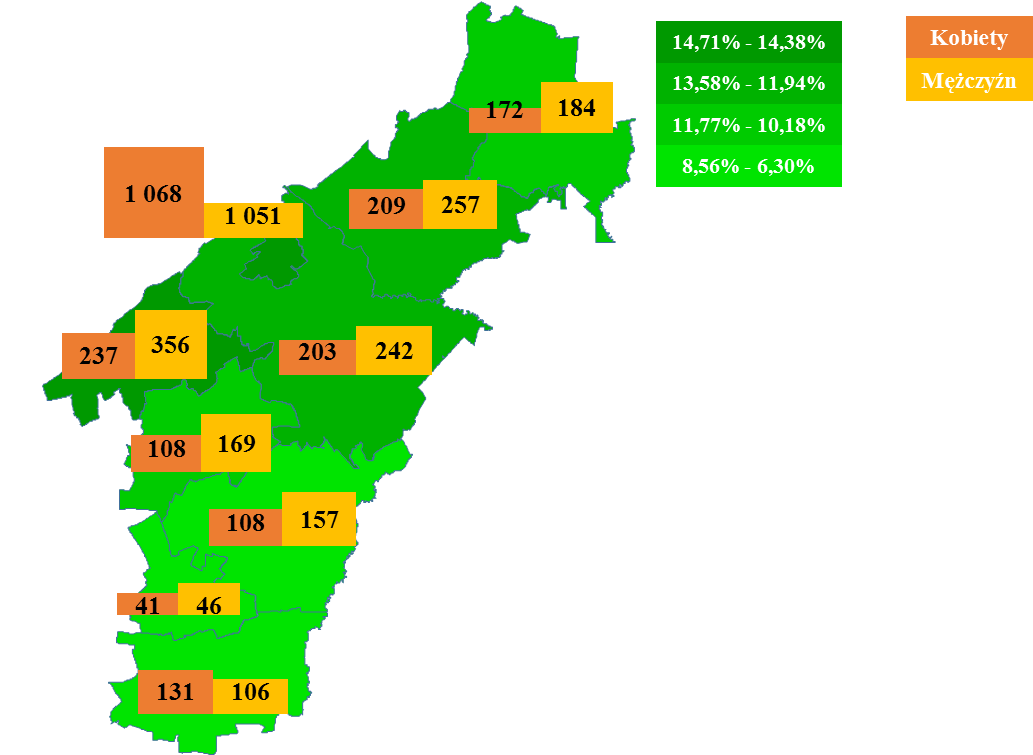 14,71% - 14,38%
13,58% - 11,94%
11,77% - 10,18%
8,56% - 6,30%
Kobiety
Mężczyźn
172 184
1 068 1 051
209 257
237 356
203 242
108 169
108 157
41 46
131 106